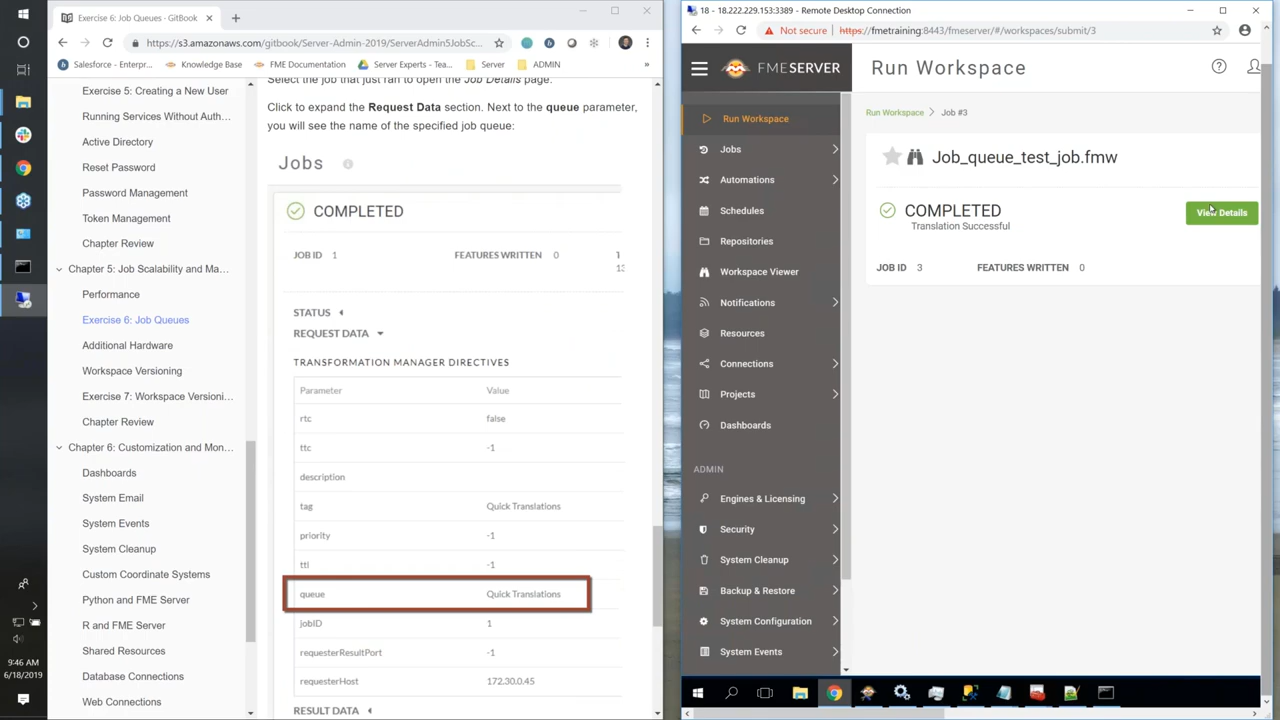 Exercise 6: Job Queues - GitBook
https://s3.amazonaws.com/gitbook/Server-Admin-2019/ServerAdmin5JobSc...
Salesforce - Enterpr...
Knowledge Base
FME Documentation
Server Experts - Tea...
Server
ADMIN
Exercise 5: Creating a New User
Running Services Without Auth...
Active Directory
Reset Password
Password Management
Token Management
Chapter Review
Chapter 5: Job Scalability and Ma...
Performance
Exercise 6: Job Queues
Additional Hardware
Workspace Versioning
Exercise 7: Workspace Versioni...
Chapter Review
Chapter 6: Customization and Mon...
Dashboards
System Email
System Events
System Cleanup
Custom Coordinate Systems
Python and FME Server
R and FME Server
Shared Resources
Database Connections
Web Connections
Select the job that just ran to open the Job Details page.
Click to expand the Request Data section. Next to the queue parameter,
you will see the name of the specified job queue:
Jobs
COMPLETED
JOB ID 1
FEATURES WRITTEN 0
T
13
STATUS
REQUEST DATA
TRANSFORMATION MANAGER DIRECTIVES
Parameter Value
rtc false
ttc -1
description
tag Quick Translations
priority -1
ttl -1
queue Quick Translations
jobID 1
requesterResultPort -1
requesterHost 172.30.0.45
RESULT DATA
9:46 AM
6/18/2019
18 - 18.222.229.153:3389 - Remote Desktop Connection
Not secure
https://fmetraining:8443/fmeserver/#/workspaces/submit/3
FMESERVER
Run Workspace
Run Workspace
Jobs
Automations
Schedules
Repositories
Workspace Viewer
Notifications
Resources
Connections
Projects
Dashboards
ADMIN
Engines & Licensing
Security
System Cleanup
Backup & Restore
System Configuration
System Events
Run Workspace > Job #3
Job_queue_test_job.fmw
COMPLETED
Translation Successful
View Details
JOB ID 3
FEATURES WRITTEN 0